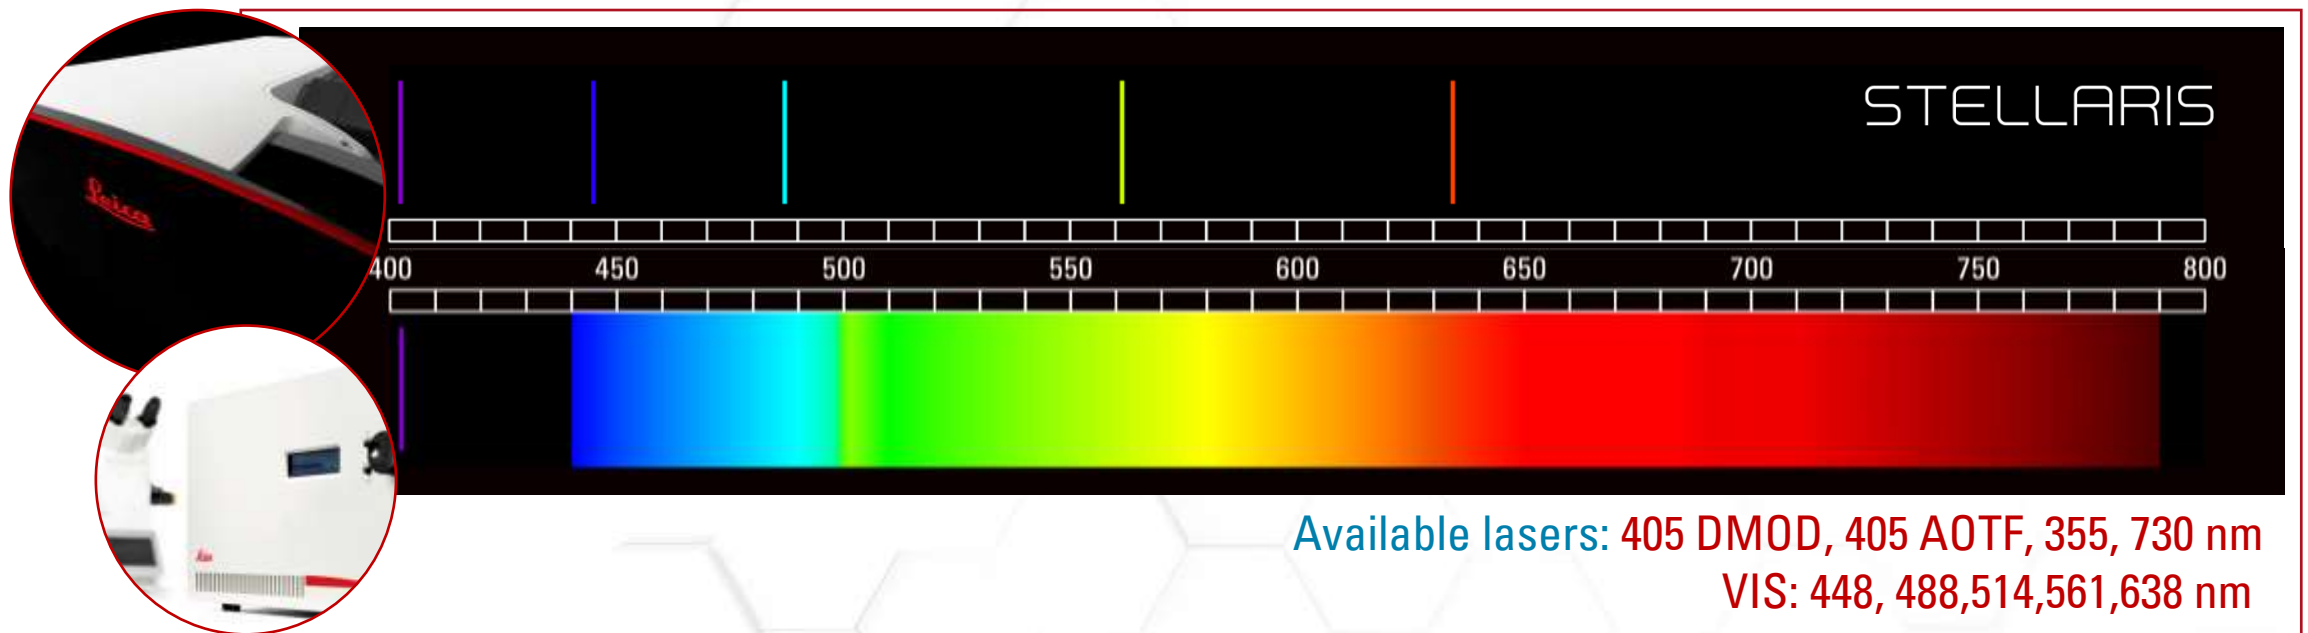 STELLARIS
Leica
400 450 500 550 600 650 700 750 800
Available lasers: 405 DMOD, 405 AOTF, 355, 730 nm
VIS: 448, 488,514,561,638 nm